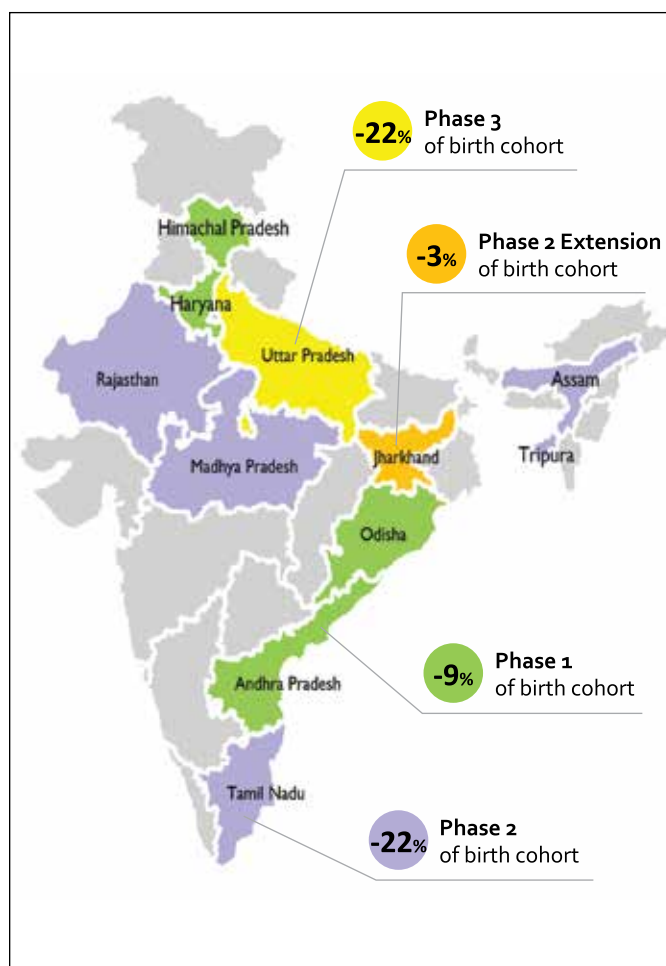 -22%
Phase 3
of birth cohort
Himachal Pradesh
-3%
Phase 2 Extension
of birth cohort
Haryana
Uttar Pradesh
Rajasthan
Assam
Madhya Pradesh
Jharkhand
Tripura
Odisha
-9%
Phase 1
of birth cohort
Andhra Pradesh
Tamil Nadu
-22%
Phase 2
of birth cohort